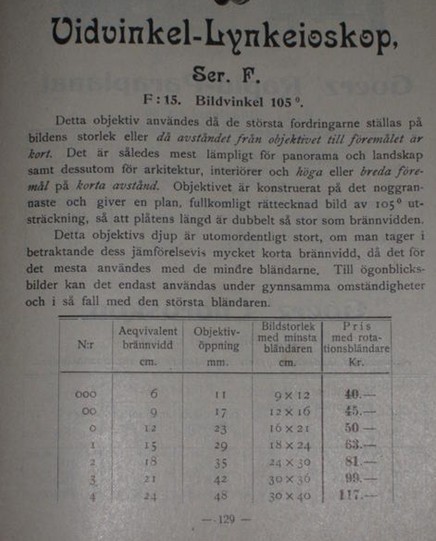 Vidvinkel-Lynkeioskop,
Ser. F.
F : 15. Bildvinkel 105 °.
Detta objektiv användes då de största fordringarne ställas på
bildens storlek eller då avståndet från objektivet till föremålet är
kort. Det är således mest lämpligt för panorama och landskap
samt dessutom för arkitektur, interiörer och höga eller breda före-
mål på korta avstånd. Objektivet är konstruerat på det noggran-
naste och giver en plan, fullkomligt rättecknad bild av 105° ut-
sträckning, så att plåtens längd är dubbelt så stor som brännvidden.
Detta objektivs djup är utomordentligt stort, om man tager i
betraktande dess jämförelsevis mycket korta brännvidd, då det för
det mesta användes med de mindre bländarne. Till ögonblicks-
bilder kan det endast användas under gynnsamma omständigheter
och i så fall med den största bländaren.
N:r Aeqvivalent brännvidd cm. Objektiv-öppning mm. Bildstorlek med minsta bländaren cm. Pris med rota-tionsbländare Kr.
000 6 11 9 × 12 40.—
00 9 17 12 × 16 45.—
0 12 23 16 × 21 50 —
1 15 29 18 × 24 63.—
2 18 35 24 × 30 81.—
3 21 42 30 × 36 99.—
4 24 48 30 × 40 117.—
— 129 —